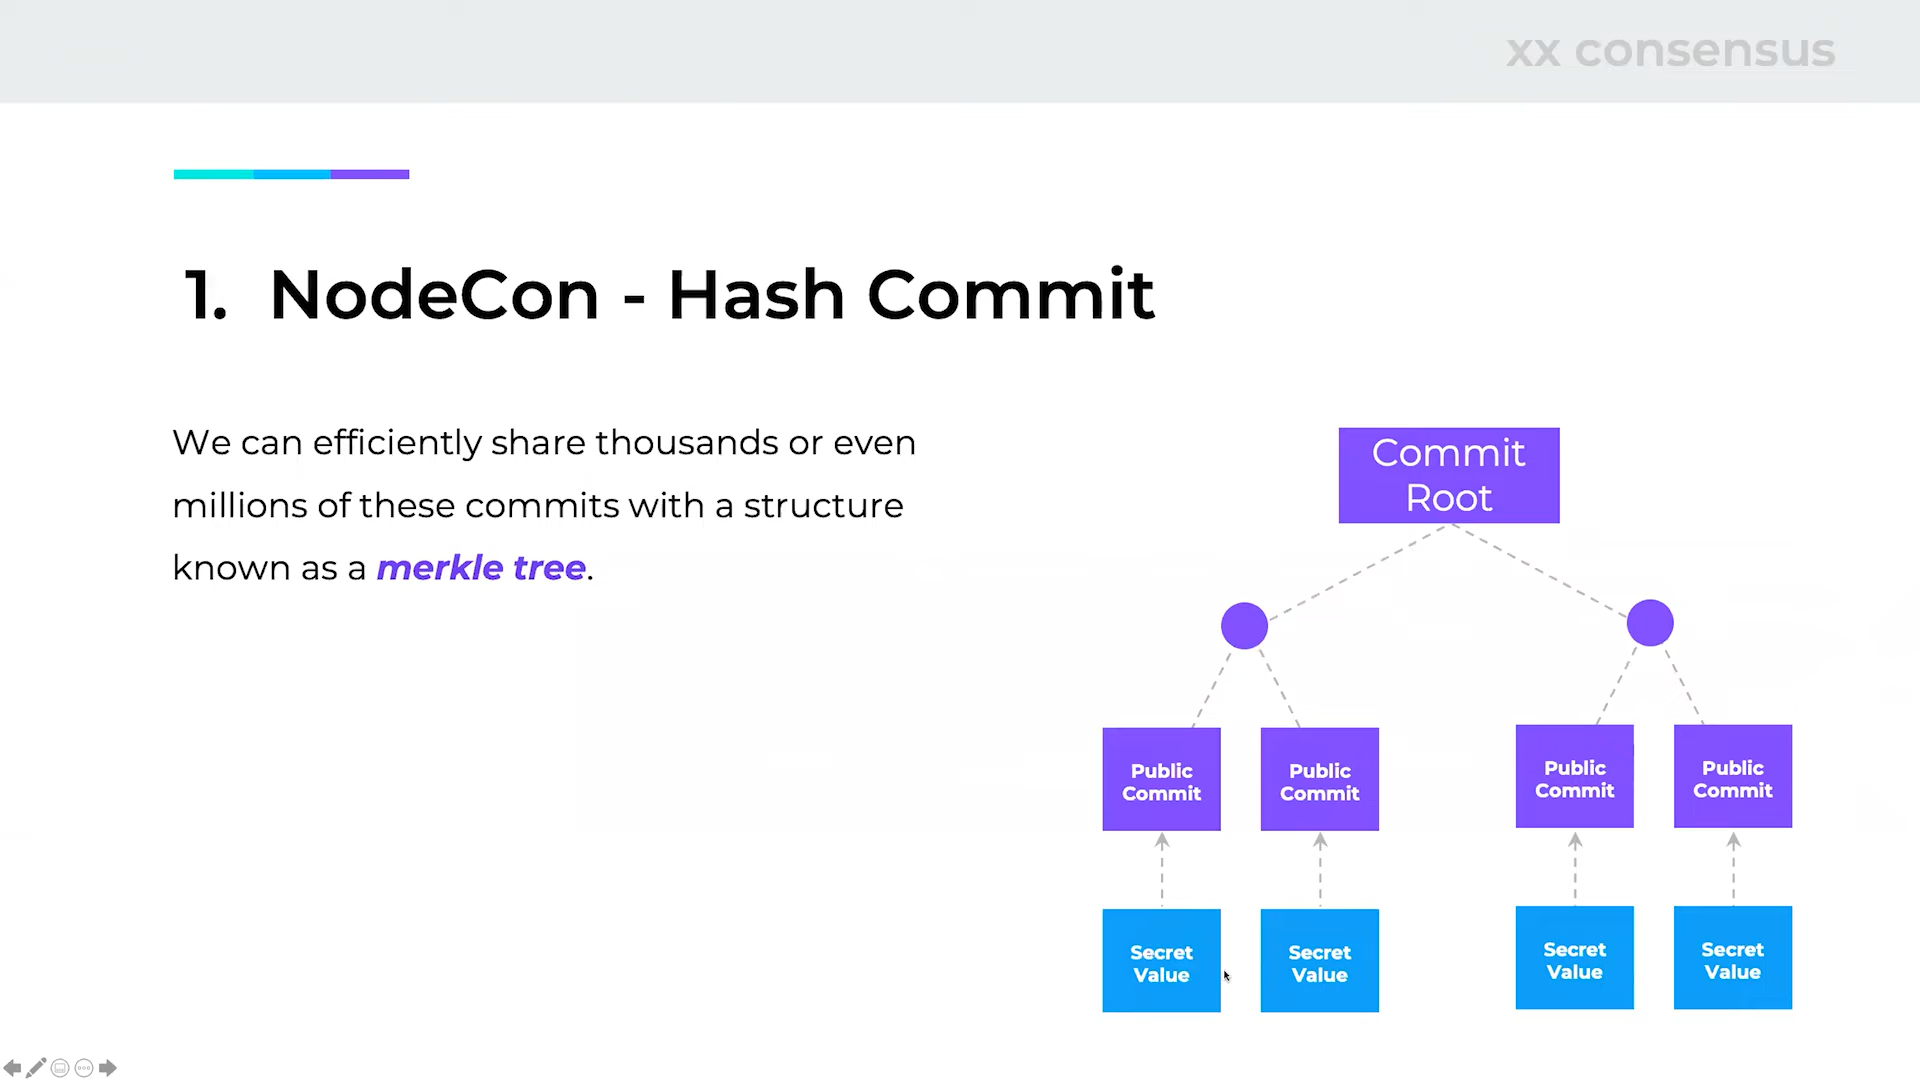 xx consensus
1. NodeCon - Hash Commit
We can efficiently share thousands or even
millions of these commits with a structure
known as a merkle tree.
Commit
Root
Public
Commit
Public
Commit
Public
Commit
Public
Commit
Secret
Value
Secret
Value
Secret
Value
Secret
Value